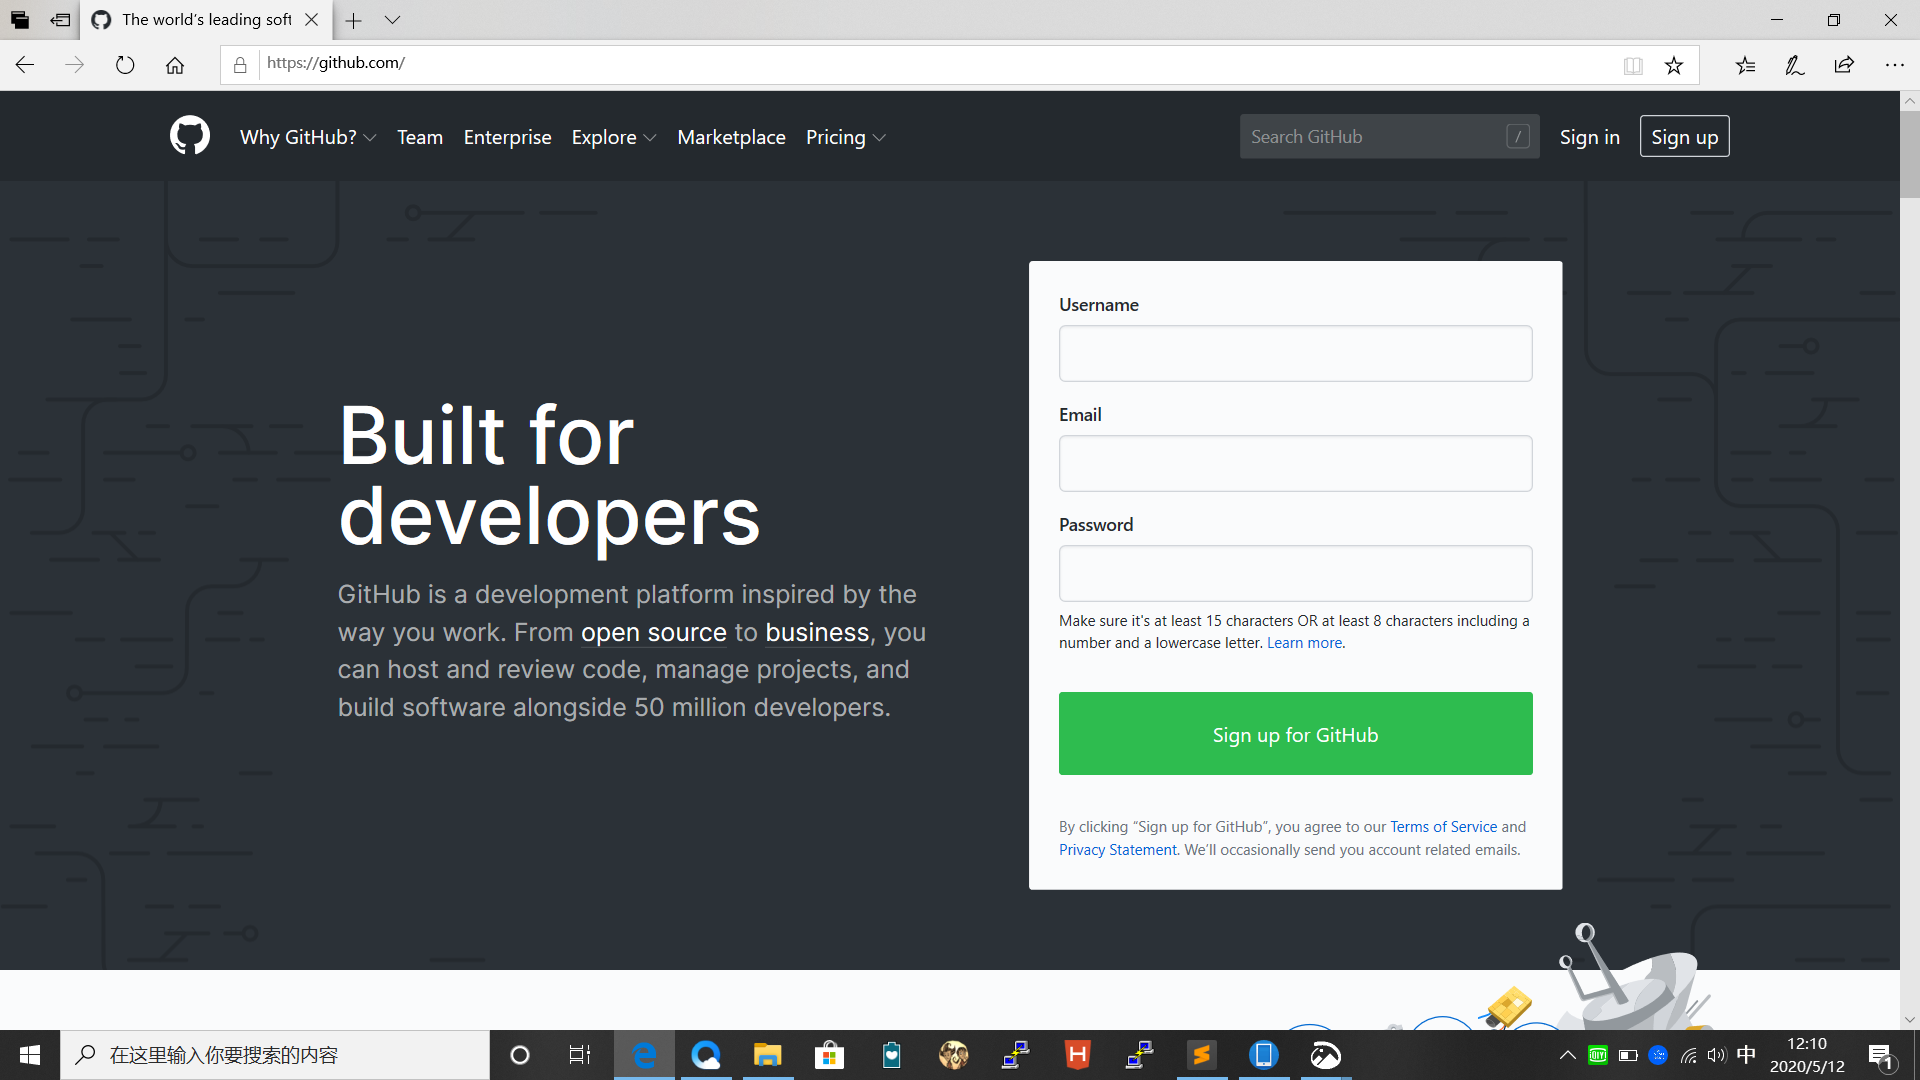 The world's leading soft
https://github.com/
Why GitHub? Team Enterprise Explore Marketplace Pricing
Search GitHub /
Sign in
Sign up
Built for
developers
GitHub is a development platform inspired by the
way you work. From open source to business, you
can host and review code, manage projects, and
build software alongside 50 million developers.
Username
Email
Password
Make sure it's at least 15 characters OR at least 8 characters including a
number and a lowercase letter. Learn more.
Sign up for GitHub
By clicking “Sign up for GitHub”, you agree to our Terms of Service and
Privacy Statement. We'll occasionally send you account related emails.
在这里输入你要搜索的内容
中
12:10
2020/5/12
1